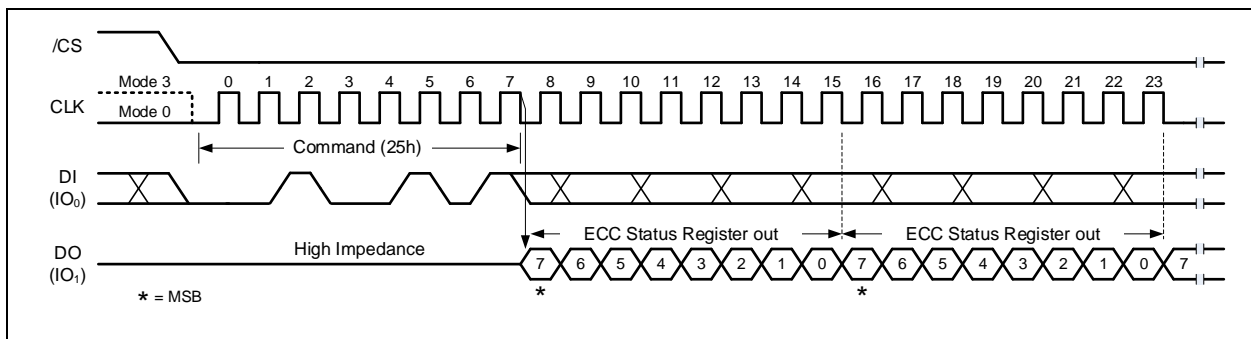 /CS
Mode 3
0 1 2 3 4 5 6 7 8 9 10 11 12 13 14 15 16 17 18 19 20 21 22 23
CLK
Mode 0
Command (25h)
DI
(IO₀)
ECC Status Register out ECC Status Register out
High Impedance
DO
(IO₁)
7 6 5 4 3 2 1 0 7 6 5 4 3 2 1 0 7
* *
* = MSB